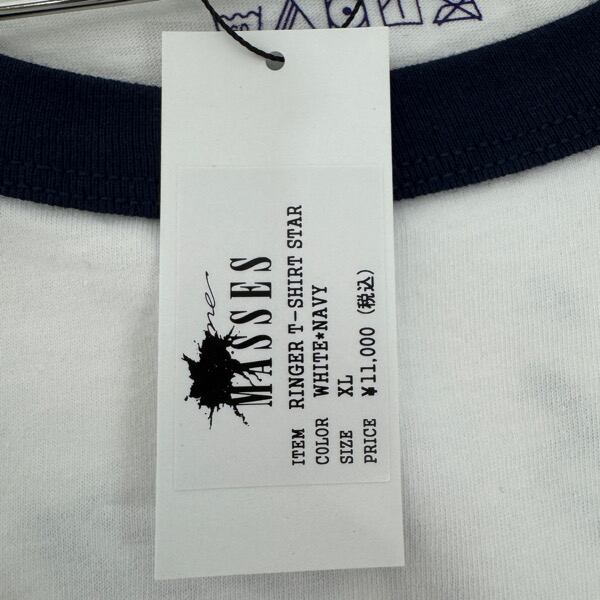 MASSES
ITEM RINGER T-SHIRT STAR
COLOR WHITE*NAVY
SIZE XL
PRICE ¥11,000 (税込)